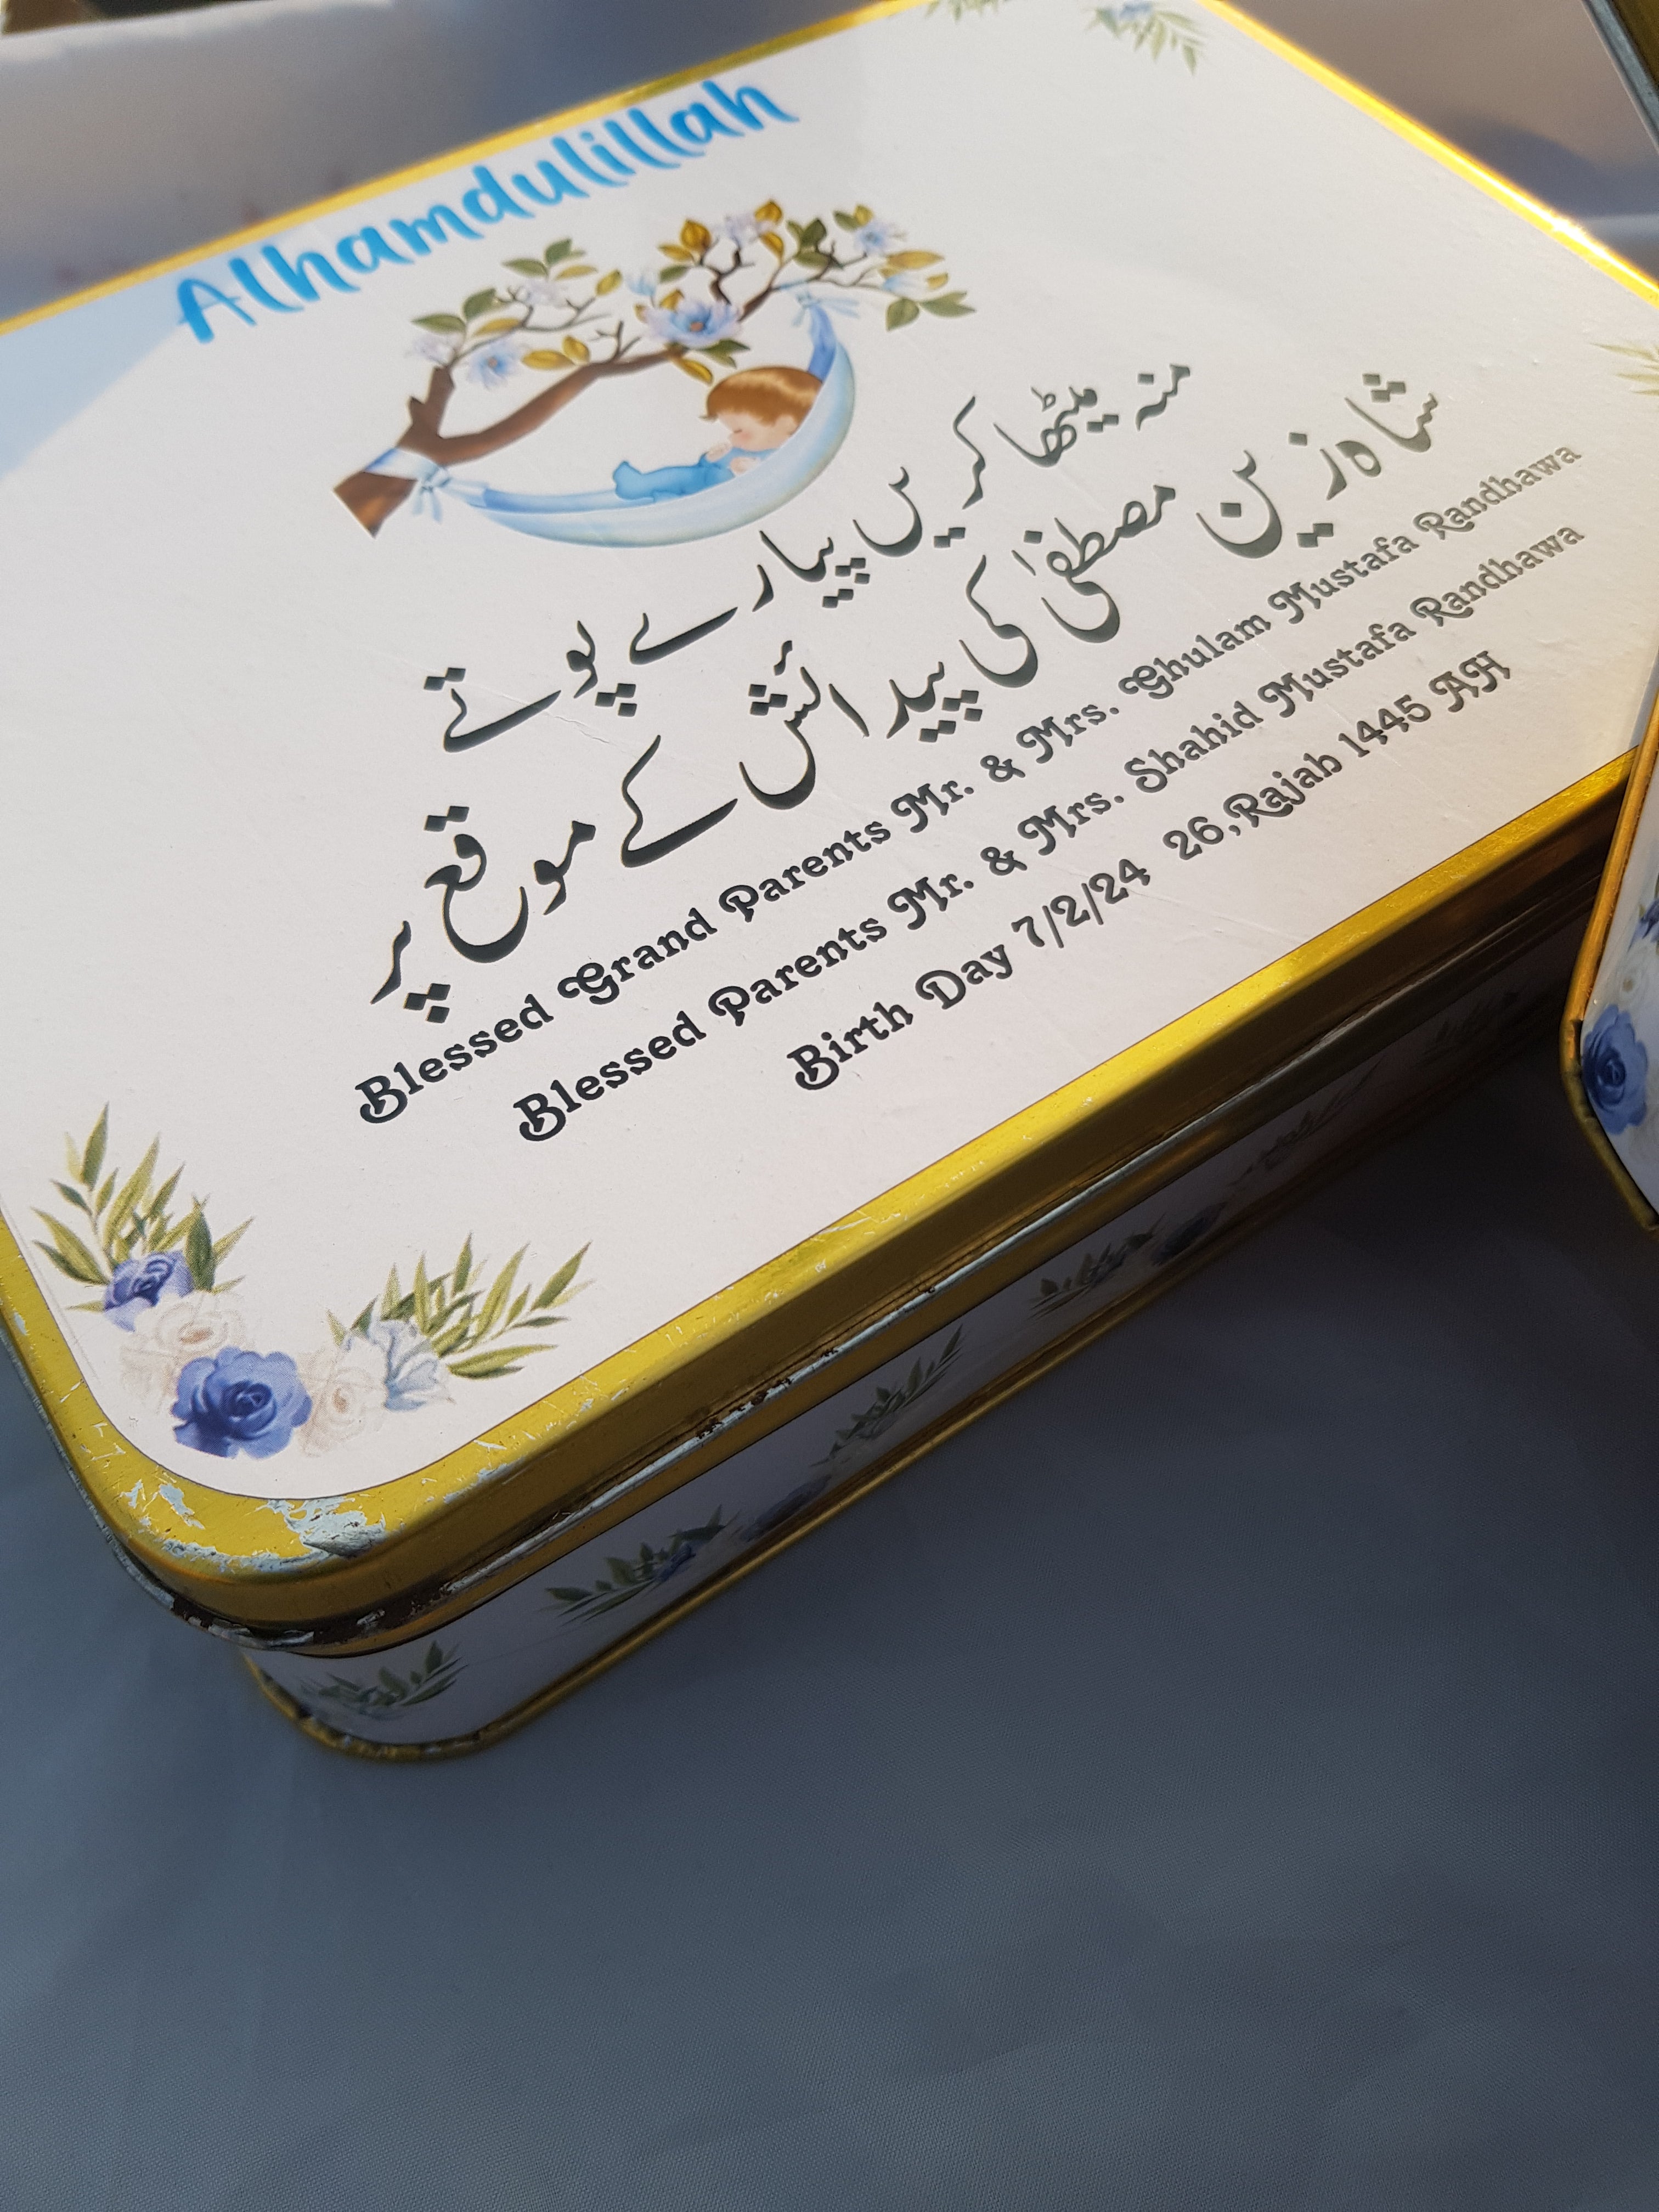 Alhamdulillah
منہ میٹھا کریں پیارے پوتے
شاہ زین مصطفیٰ کی پیدائش کے موقع پر
Blessed Grand Parents Mr. & Mrs. Ghulam Mustafa Randhawa
Blessed Parents Mr. & Mrs. Shahid Mustafa Randhawa
Birth Day 7/2/24 26,Rajab 1445 AH